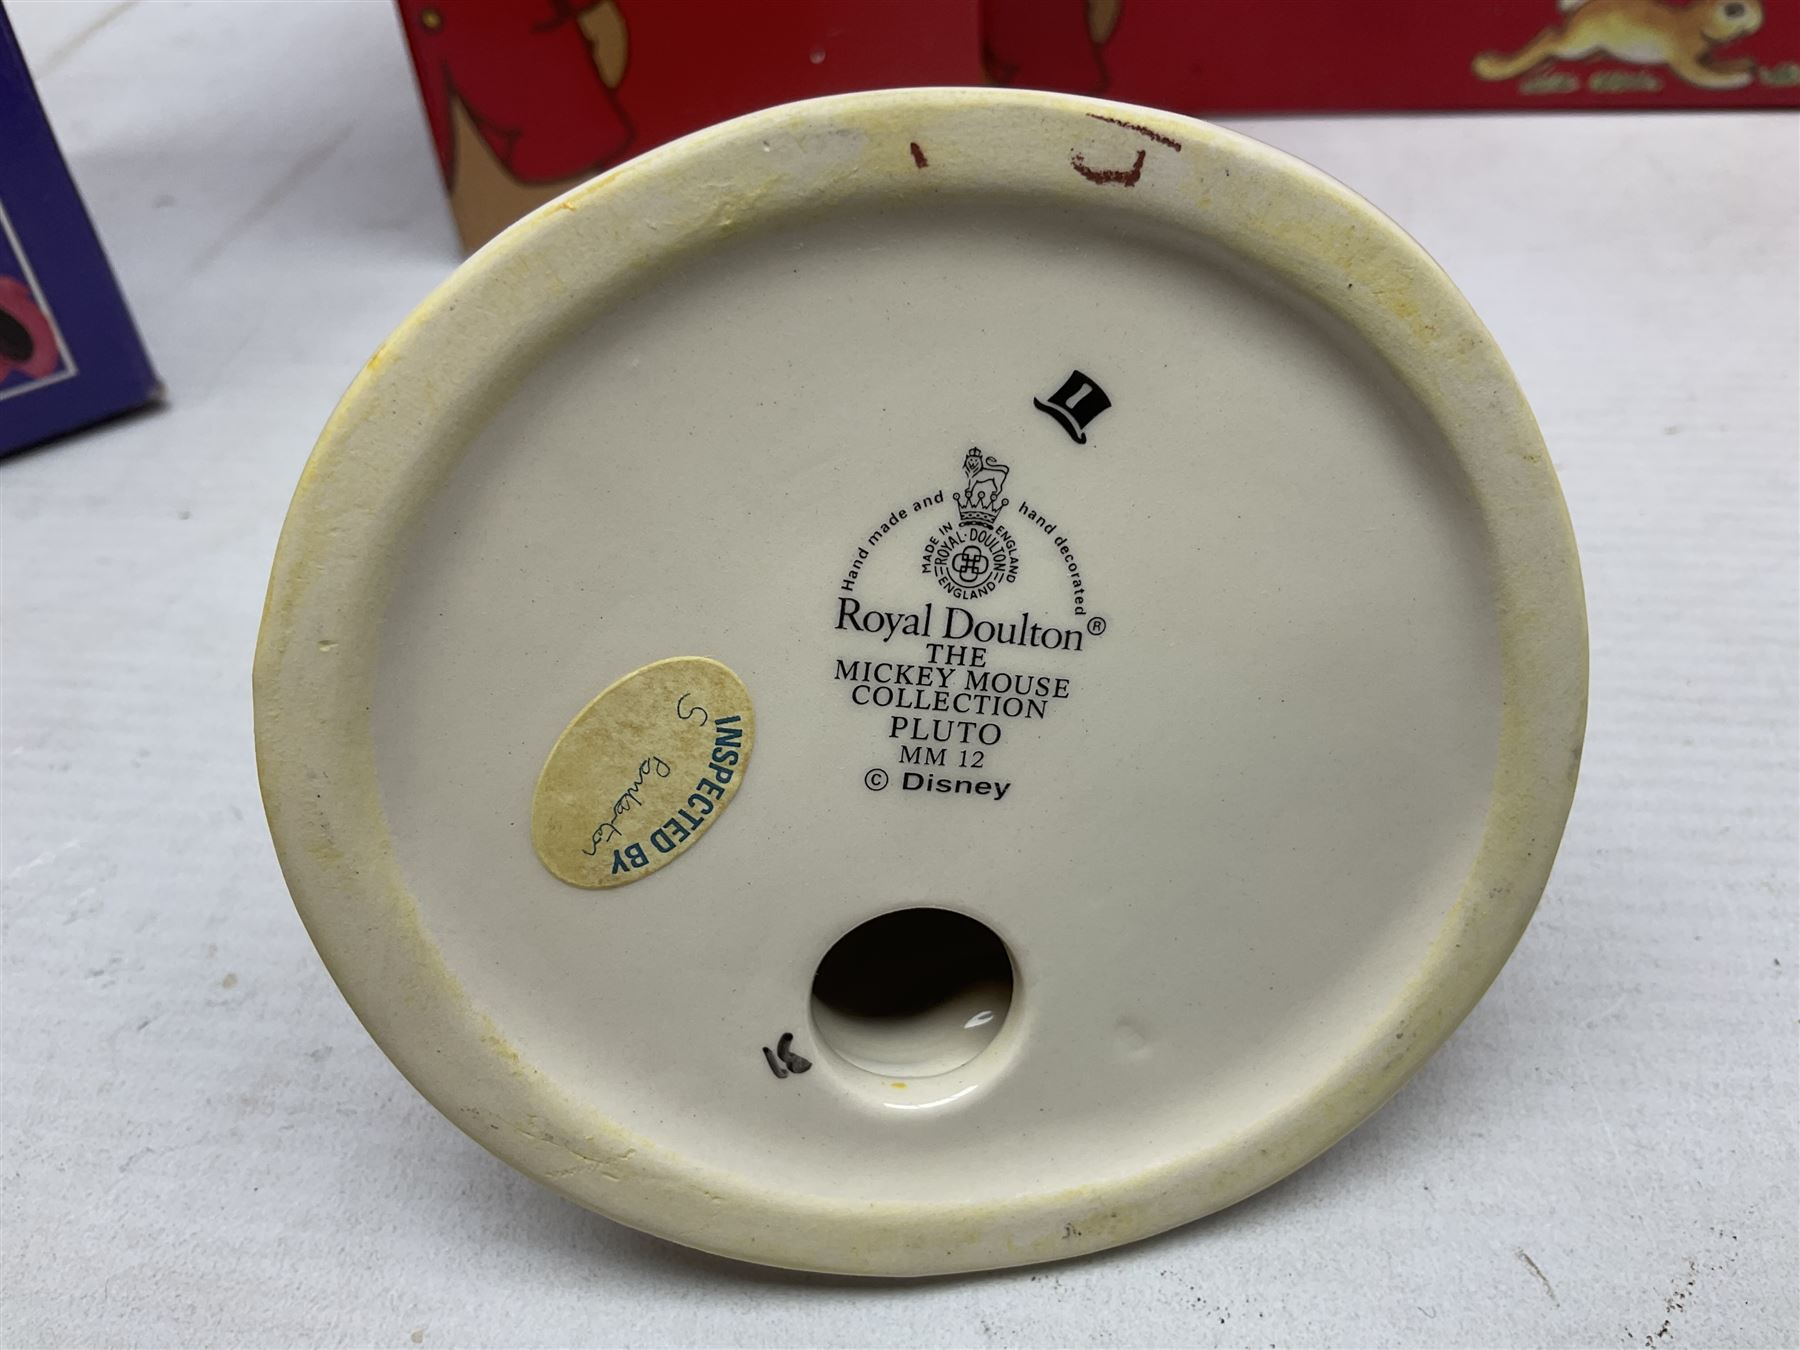 Hand made and hand decorated
MADE IN ENGLAND
ROYAL·DOULTON
ENGLAND
Royal Doulton®
THE
MICKEY MOUSE
COLLECTION
PLUTO
MM 12
© Disney
INSPECTED BY
S